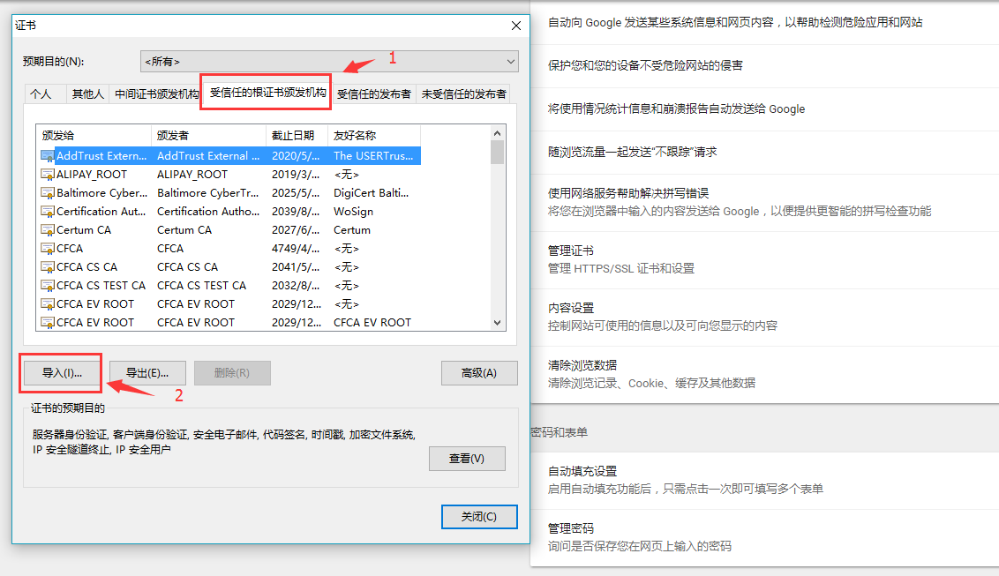 证书
预期目的(N):
<所有>
1
个人
其他人
中间证书颁发机构
受信任的根证书颁发机构
受信任的发布者
未受信任的发布者
颁发给 颁发者 截止日期 友好名称
AddTrust Extern... AddTrust External ... 2020/5/... The USERTrus...
ALIPAY_ROOT ALIPAY_ROOT 2019/3/... <无>
Baltimore Cyber... Baltimore CyberTr... 2025/5/... DigiCert Balti...
Certification Aut... Certification Autho... 2039/8/... WoSign
Certum CA Certum CA 2027/6/... Certum
CFCA CFCA 4749/4/... <无>
CFCA CS CA CFCA CS CA 2041/5/... <无>
CFCA CS TEST CA CFCA CS TEST CA 2032/8/... <无>
CFCA EV ROOT CFCA EV ROOT 2029/12... <无>
CFCA EV ROOT CFCA EV ROOT 2029/12... CFCA EV ROOT
导入(I)...
导出(E)...
删除(R)
高级(A)
2
证书的预期目的
服务器身份验证, 客户端身份验证, 安全电子邮件, 代码签名, 时间戳, 加密文件系统,
IP 安全隧道终止, IP 安全用户
查看(V)
关闭(C)
自动向 Google 发送某些系统信息和网页内容，以帮助检测危险应用和网站
保护您和您的设备不受危险网站的侵害
将使用情况统计信息和崩溃报告自动发送给 Google
随浏览流量一起发送“不跟踪”请求
使用网络服务帮助解决拼写错误
将您在浏览器中输入的内容发送给 Google，以便提供更智能的拼写检查功能
管理证书
管理 HTTPS/SSL 证书和设置
内容设置
控制网站可使用的信息以及可向您显示的内容
清除浏览数据
清除浏览记录、Cookie、缓存及其他数据
密码和表单
自动填充设置
启用自动填充功能后，只需点击一次即可填写多个表单
管理密码
询问是否保存您在网页上输入的密码